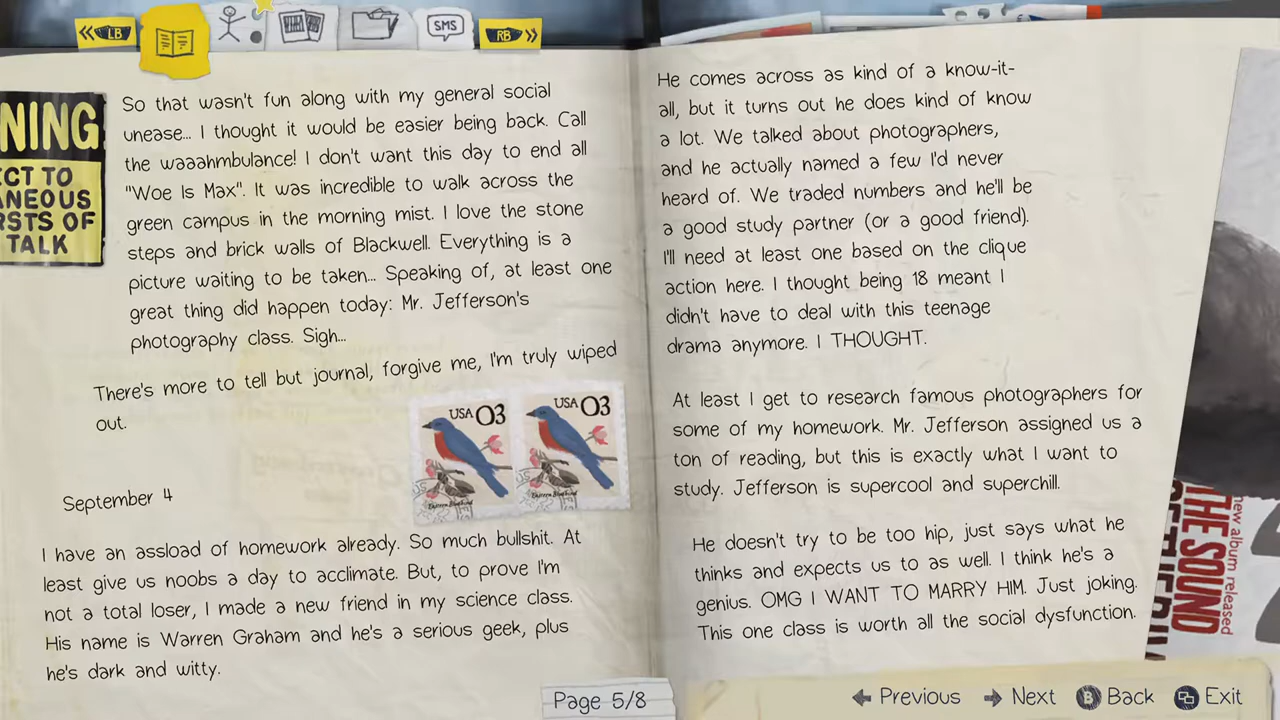 LB
SMS
RB
NING
ECT TO
ANEOUS
RSTS OF
TALK
So that wasn't fun along with my general social
unease... I thought it would be easier being back. Call
the waaahmbulance! I don't want this day to end all
"Woe Is Max". It was incredible to walk across the
green campus in the morning mist. I love the stone
steps and brick walls of Blackwell. Everything is a
picture waiting to be taken... Speaking of, at least one
great thing did happen today: Mr. Jefferson's
photography class. Sigh...
There's more to tell but journal, forgive me, I'm truly wiped
out.
USA 03
USA 03
Eastern Bluebird
Eastern Bluebird
September 4
I have an assload of homework already. So much bullshit. At
least give us noobs a day to acclimate. But, to prove I'm
not a total loser, I made a new friend in my science class.
His name is Warren Graham and he's a serious geek, plus
he's dark and witty.
He comes across as kind of a know-it-
all, but it turns out he does kind of know
a lot. We talked about photographers,
and he actually named a few I'd never
heard of. We traded numbers and he'll be
a good study partner (or a good friend).
I'll need at least one based on the clique
action here. I thought being 18 meant I
didn't have to deal with this teenage
drama anymore. I THOUGHT.
At least I get to research famous photographers for
some of my homework. Mr. Jefferson assigned us a
ton of reading, but this is exactly what I want to
study. Jefferson is supercool and superchill.
He doesn't try to be too hip, just says what he
thinks and expects us to as well. I think he's a
genius. OMG I WANT TO MARRY HIM. Just joking.
This one class is worth all the social dysfunction.
new album released
THE SOUND
Page 5/8
Previous
Next
B Back
Exit